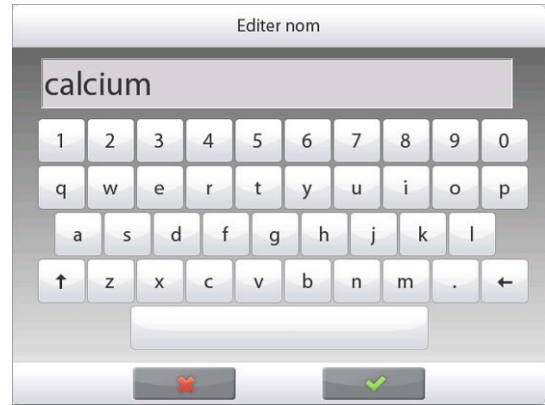 Editer nom
calcium
1 2 3 4 5 6 7 8 9 0
q w e r t y u i o p
a s d f g h j k l
↑ z x c v b n m . ←